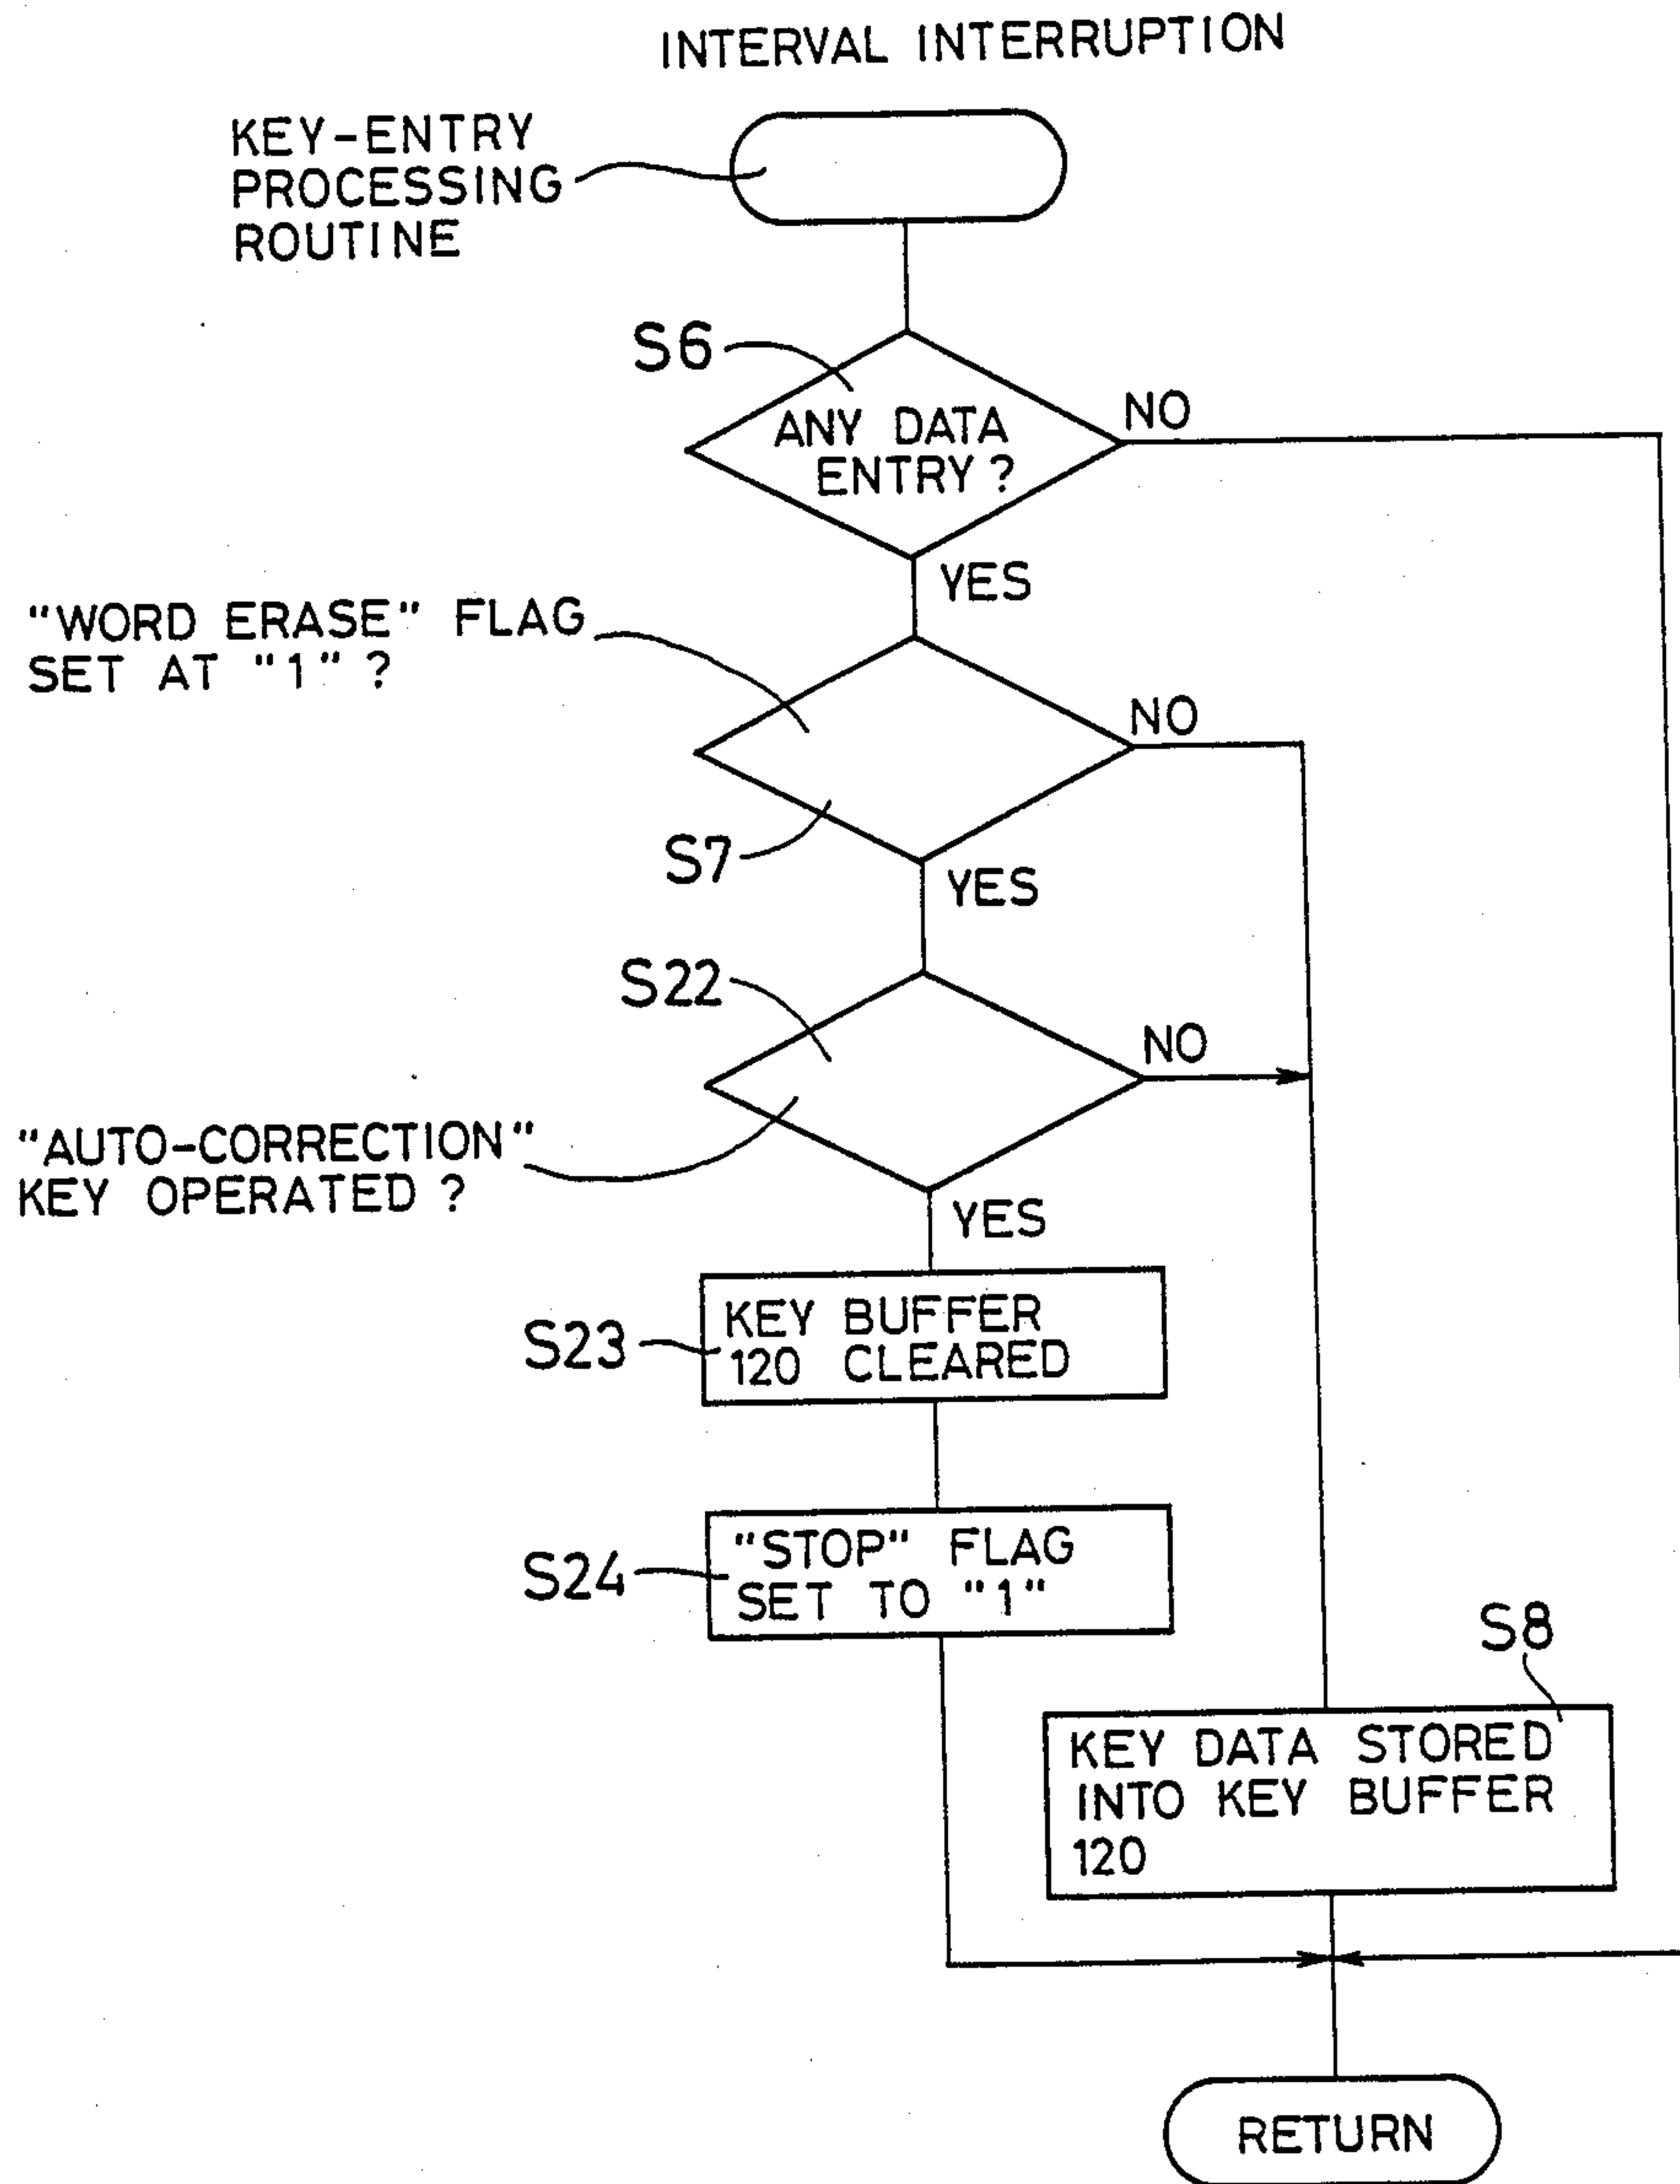 INTERVAL INTERRUPTION
KEY-ENTRY
PROCESSING
ROUTINE
S6
ANY DATA
ENTRY ?
NO
YES
"WORD ERASE" FLAG
SET AT "1" ?
NO
S7
YES
S22
NO
"AUTO-CORRECTION"
KEY OPERATED ?
YES
S23
KEY BUFFER
120 CLEARED
S24
"STOP" FLAG
SET TO "1"
S8
KEY DATA STORED
INTO KEY BUFFER
120
RETURN